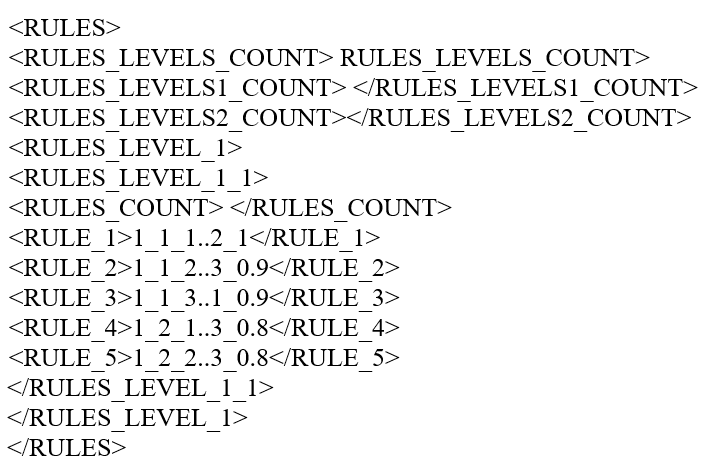 <RULES>
<RULES_LEVELS_COUNT> RULES_LEVELS_COUNT>
<RULES_LEVELS1_COUNT> </RULES_LEVELS1_COUNT>
<RULES_LEVELS2_COUNT></RULES_LEVELS2_COUNT>
<RULES_LEVEL_1>
<RULES_LEVEL_1_1>
<RULES_COUNT> </RULES_COUNT>
<RULE_1>1_1_1..2_1</RULE_1>
<RULE_2>1_1_2..3_0.9</RULE_2>
<RULE_3>1_1_3..1_0.9</RULE_3>
<RULE_4>1_2_1..3_0.8</RULE_4>
<RULE_5>1_2_2..3_0.8</RULE_5>
</RULES_LEVEL_1_1>
</RULES_LEVEL_1>
</RULES>